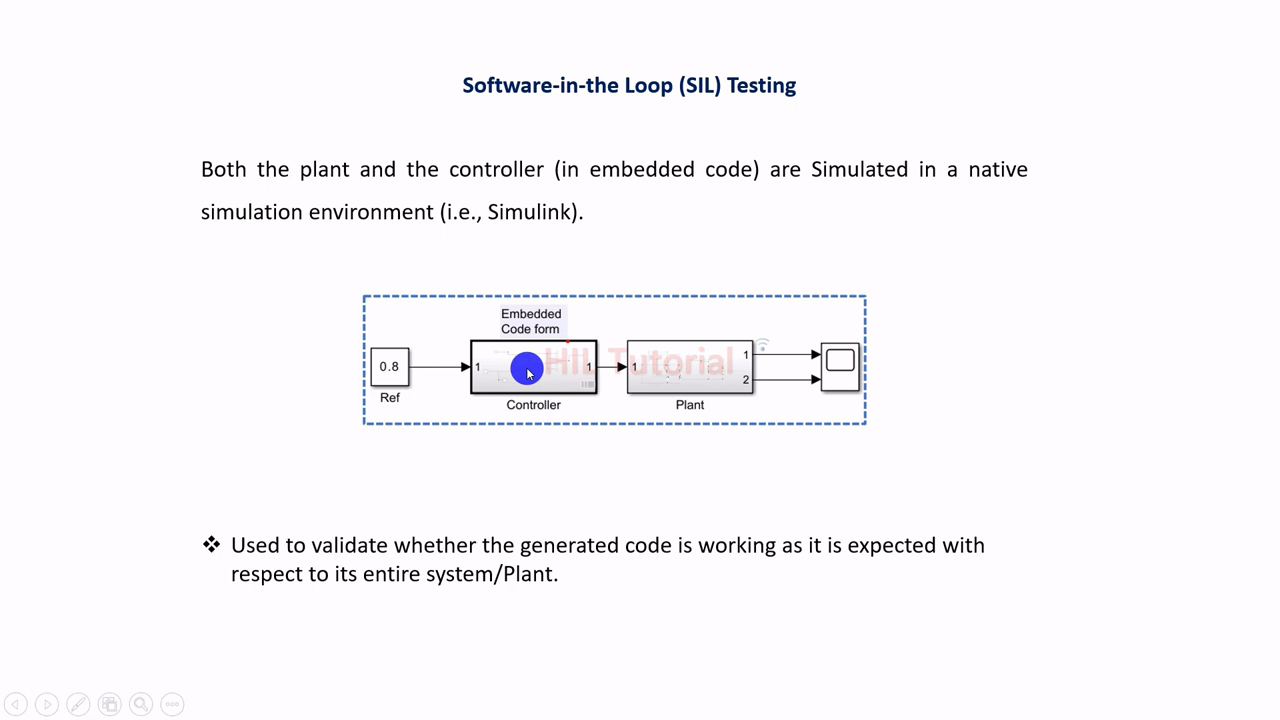 Software-in-the Loop (SIL) Testing
Both the plant and the controller (in embedded code) are Simulated in a native
simulation environment (i.e., Simulink).
Embedded
Code form
0.8
1
1
1
1
2
HIL Tutorial
Ref
Controller
Plant
❖ Used to validate whether the generated code is working as it is expected with
respect to its entire system/Plant.